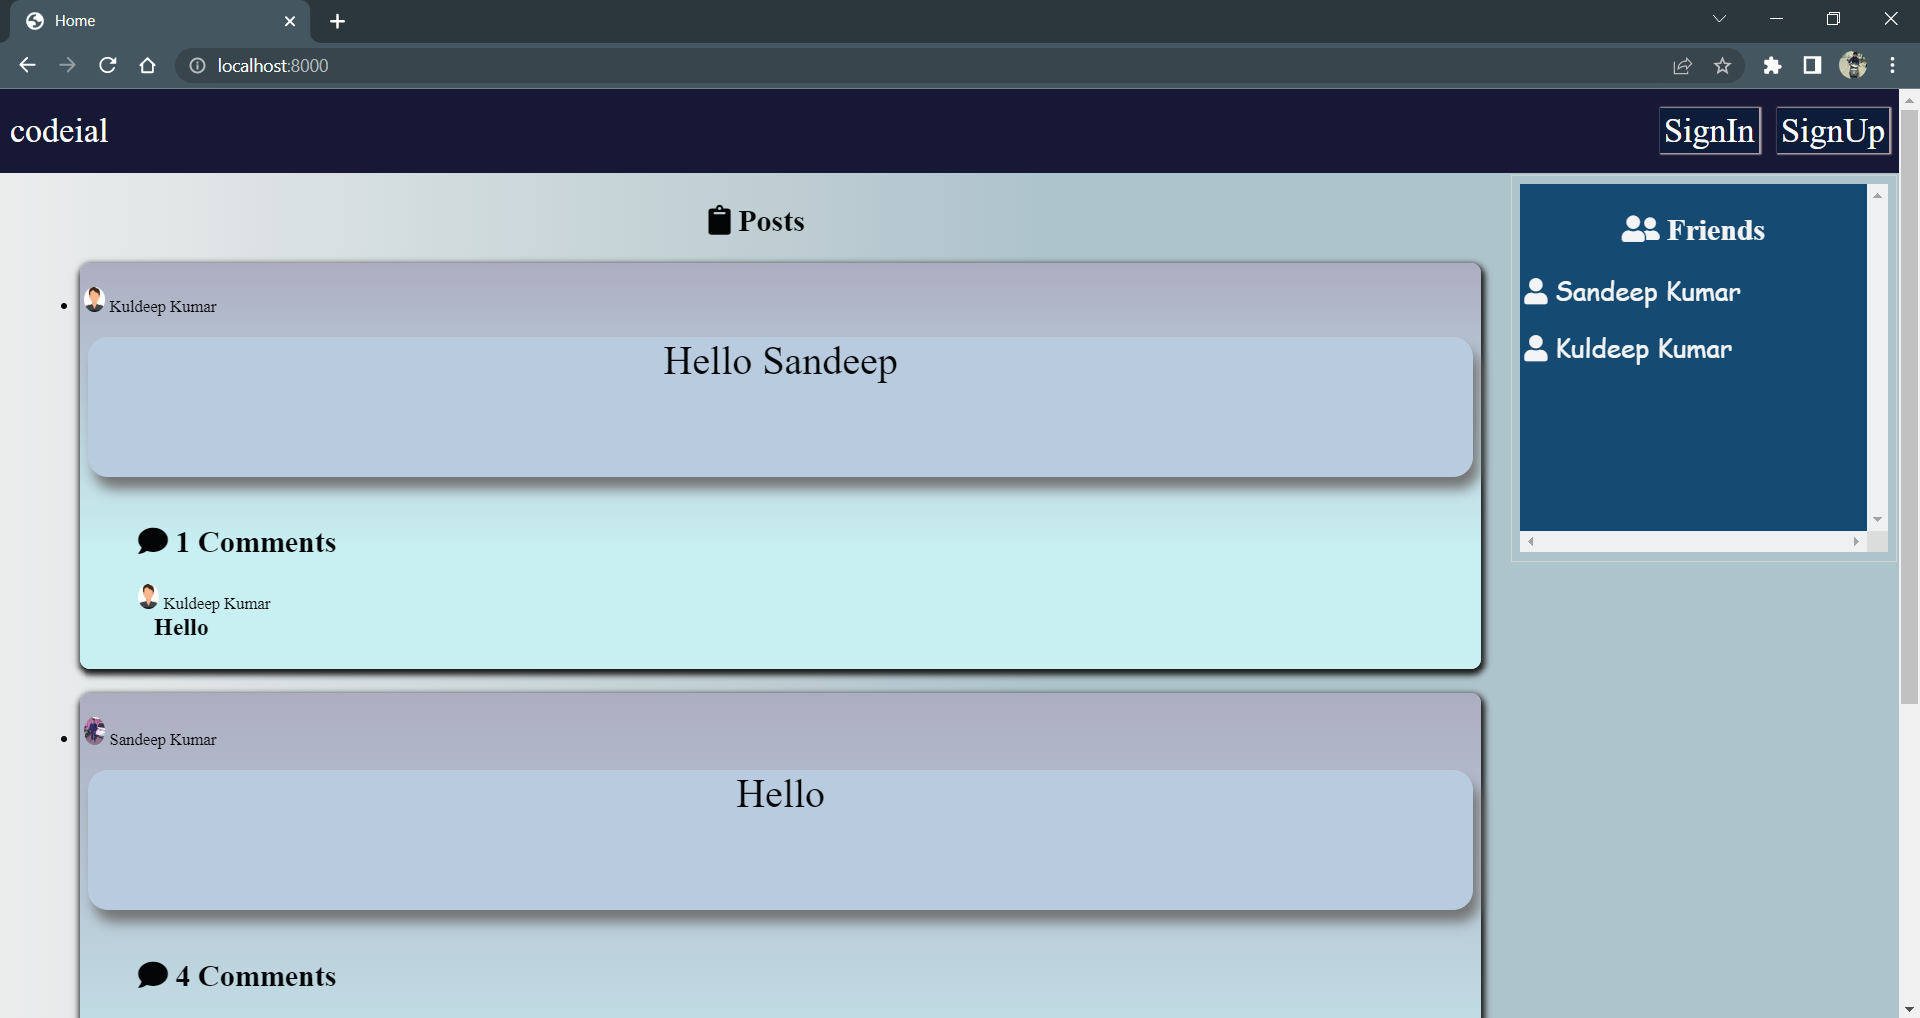 Home
localhost:8000
codeial
SignIn SignUp
Posts
Kuldeep Kumar
Hello Sandeep
1 Comments
Kuldeep Kumar
Hello
Sandeep Kumar
Hello
4 Comments
Friends
Sandeep Kumar
Kuldeep Kumar